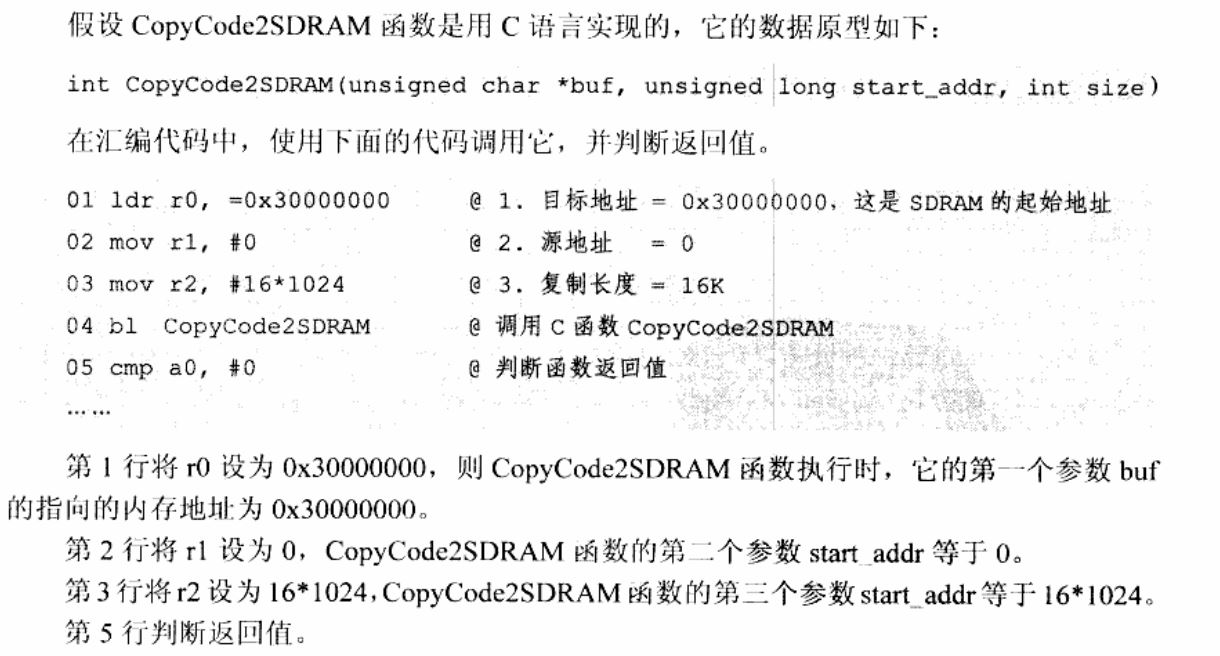 假设 CopyCode2SDRAM 函数是用 C 语言实现的，它的数据原型如下：
int CopyCode2SDRAM(unsigned char *buf, unsigned long start_addr, int size)
在汇编代码中，使用下面的代码调用它，并判断返回值。
01 ldr r0, =0x30000000 @ 1. 目标地址 = 0x30000000，这是 SDRAM 的起始地址
02 mov r1, #0 @ 2. 源地址 = 0
03 mov r2, #16*1024 @ 3. 复制长度 = 16K
04 bl CopyCode2SDRAM @ 调用 C 函数 CopyCode2SDRAM
05 cmp a0, #0 @ 判断函数返回值
……
第 1 行将 r0 设为 0x30000000，则 CopyCode2SDRAM 函数执行时，它的第一个参数 buf
的指向的内存地址为 0x30000000。
第 2 行将 r1 设为 0，CopyCode2SDRAM 函数的第二个参数 start_addr 等于 0。
第 3 行将 r2 设为 16*1024,CopyCode2SDRAM 函数的第三个参数 start_addr 等于 16*1024。
第 5 行判断返回值。